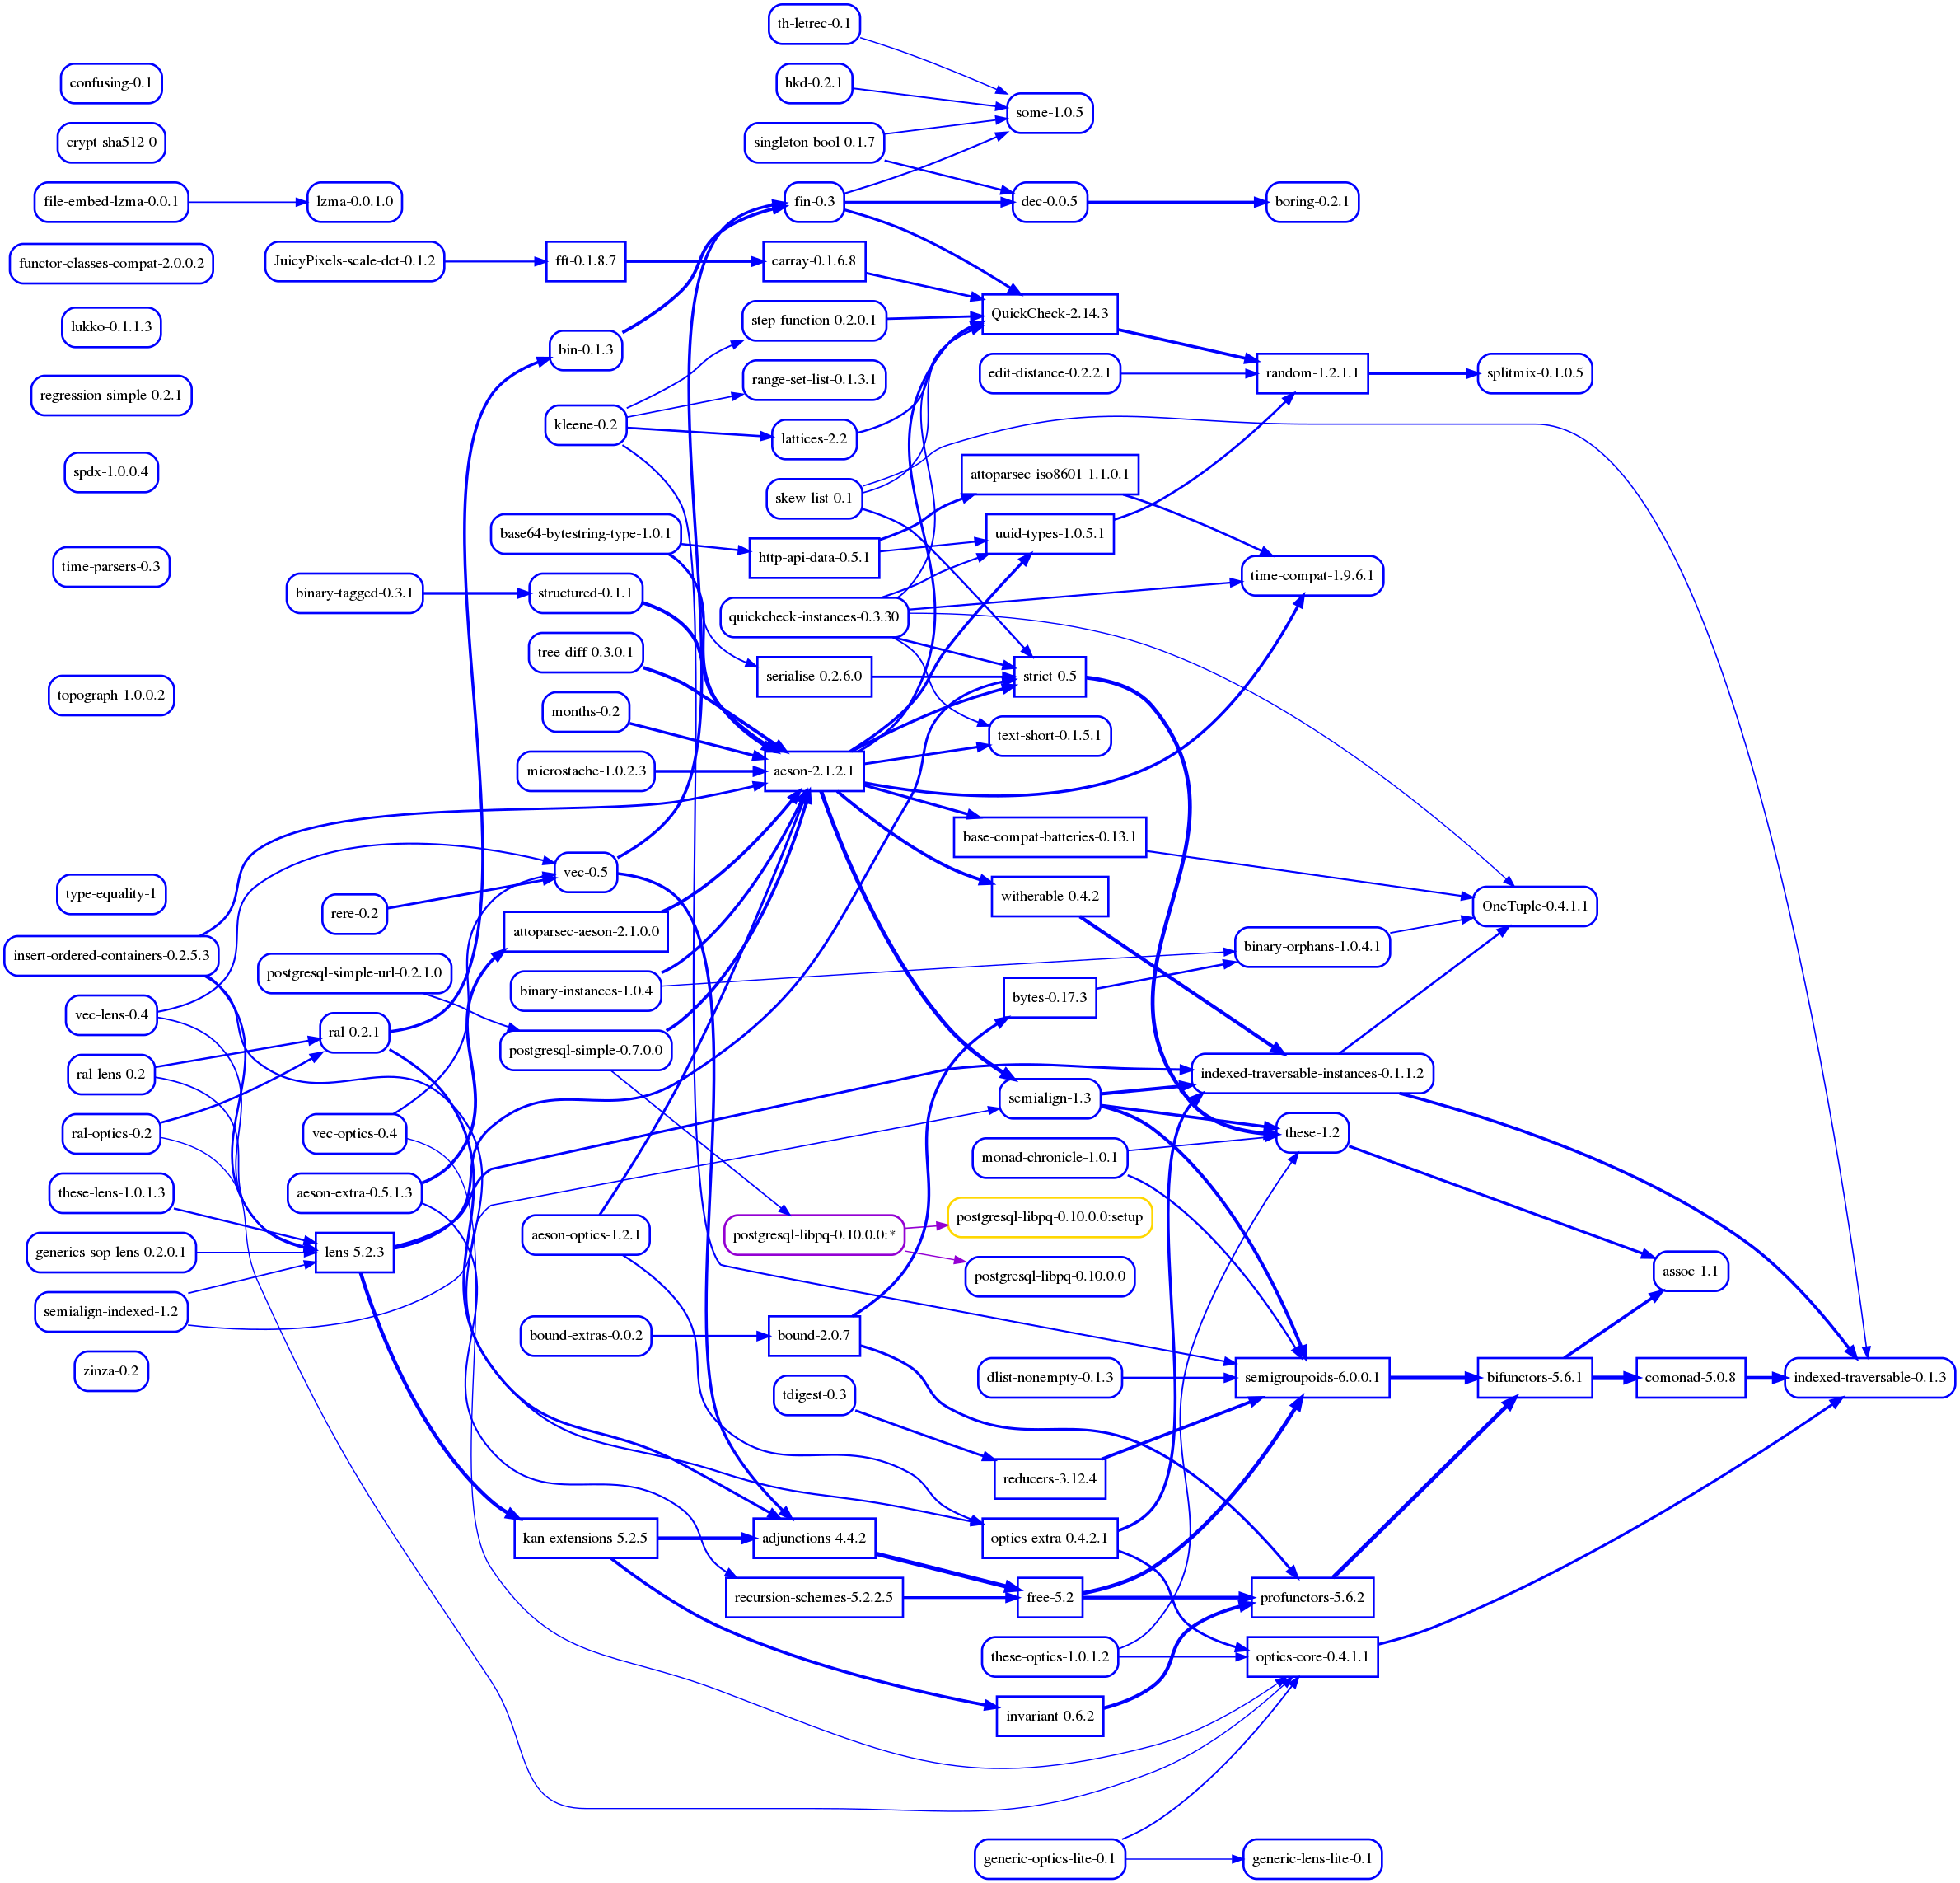 th-letrec-0.1
confusing-0.1
hkd-0.2.1
some-1.0.5
crypt-sha512-0
singleton-bool-0.1.7
file-embed-lzma-0.0.1
lzma-0.0.1.0
fin-0.3
dec-0.0.5
boring-0.2.1
functor-classes-compat-2.0.0.2
JuicyPixels-scale-dct-0.1.2
fft-0.1.8.7
carray-0.1.6.8
QuickCheck-2.14.3
lukko-0.1.1.3
step-function-0.2.0.1
bin-0.1.3
regression-simple-0.2.1
range-set-list-0.1.3.1
edit-distance-0.2.2.1
random-1.2.1.1
splitmix-0.1.0.5
kleene-0.2
lattices-2.2
spdx-1.0.0.4
attoparsec-iso8601-1.1.0.1
skew-list-0.1
base64-bytestring-type-1.0.1
uuid-types-1.0.5.1
http-api-data-0.5.1
time-parsers-0.3
time-compat-1.9.6.1
binary-tagged-0.3.1
structured-0.1.1
quickcheck-instances-0.3.30
tree-diff-0.3.0.1
serialise-0.2.6.0
strict-0.5
topograph-1.0.0.2
months-0.2
text-short-0.1.5.1
microstache-1.0.2.3
aeson-2.1.2.1
base-compat-batteries-0.13.1
vec-0.5
type-equality-1
rere-0.2
witherable-0.4.2
OneTuple-0.4.1.1
attoparsec-aeson-2.1.0.0
insert-ordered-containers-0.2.5.3
binary-orphans-1.0.4.1
postgresql-simple-url-0.2.1.0
binary-instances-1.0.4
bytes-0.17.3
vec-lens-0.4
ral-0.2.1
postgresql-simple-0.7.0.0
ral-lens-0.2
indexed-traversable-instances-0.1.1.2
semialign-1.3
ral-optics-0.2
vec-optics-0.4
these-1.2
monad-chronicle-1.0.1
these-lens-1.0.1.3
aeson-extra-0.5.1.3
postgresql-libpq-0.10.0.0:setup
generics-sop-lens-0.2.0.1
lens-5.2.3
aeson-optics-1.2.1
postgresql-libpq-0.10.0.0:*
postgresql-libpq-0.10.0.0
assoc-1.1
semialign-indexed-1.2
bound-extras-0.0.2
bound-2.0.7
zinza-0.2
dlist-nonempty-0.1.3
semigroupoids-6.0.0.1
bifunctors-5.6.1
comonad-5.0.8
indexed-traversable-0.1.3
tdigest-0.3
reducers-3.12.4
kan-extensions-5.2.5
adjunctions-4.4.2
optics-extra-0.4.2.1
recursion-schemes-5.2.2.5
free-5.2
profunctors-5.6.2
these-optics-1.0.1.2
optics-core-0.4.1.1
invariant-0.6.2
generic-optics-lite-0.1
generic-lens-lite-0.1